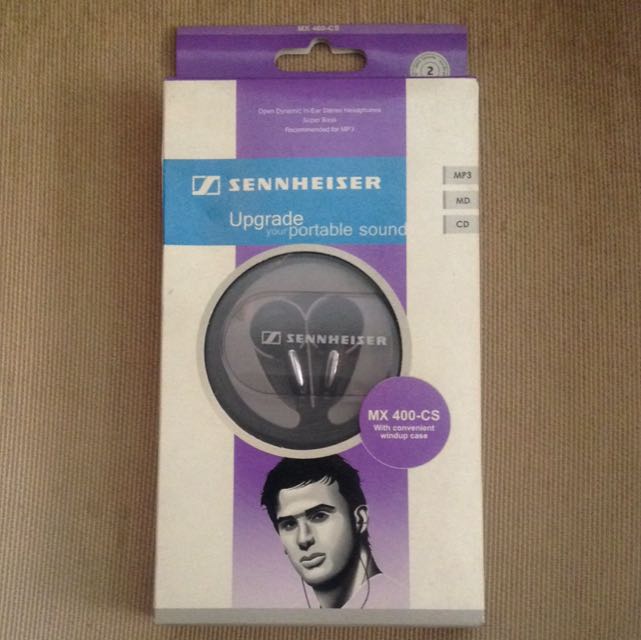 MX 400-CS
2
Open Dynamic In-Ear Stereo Headphones
Super Bass
Recommended for MP3
SENNHEISER
MP3
MD
CD
Upgrade
your portable sound
SENNHEISER
MX 400-CS
With convenient
windup case